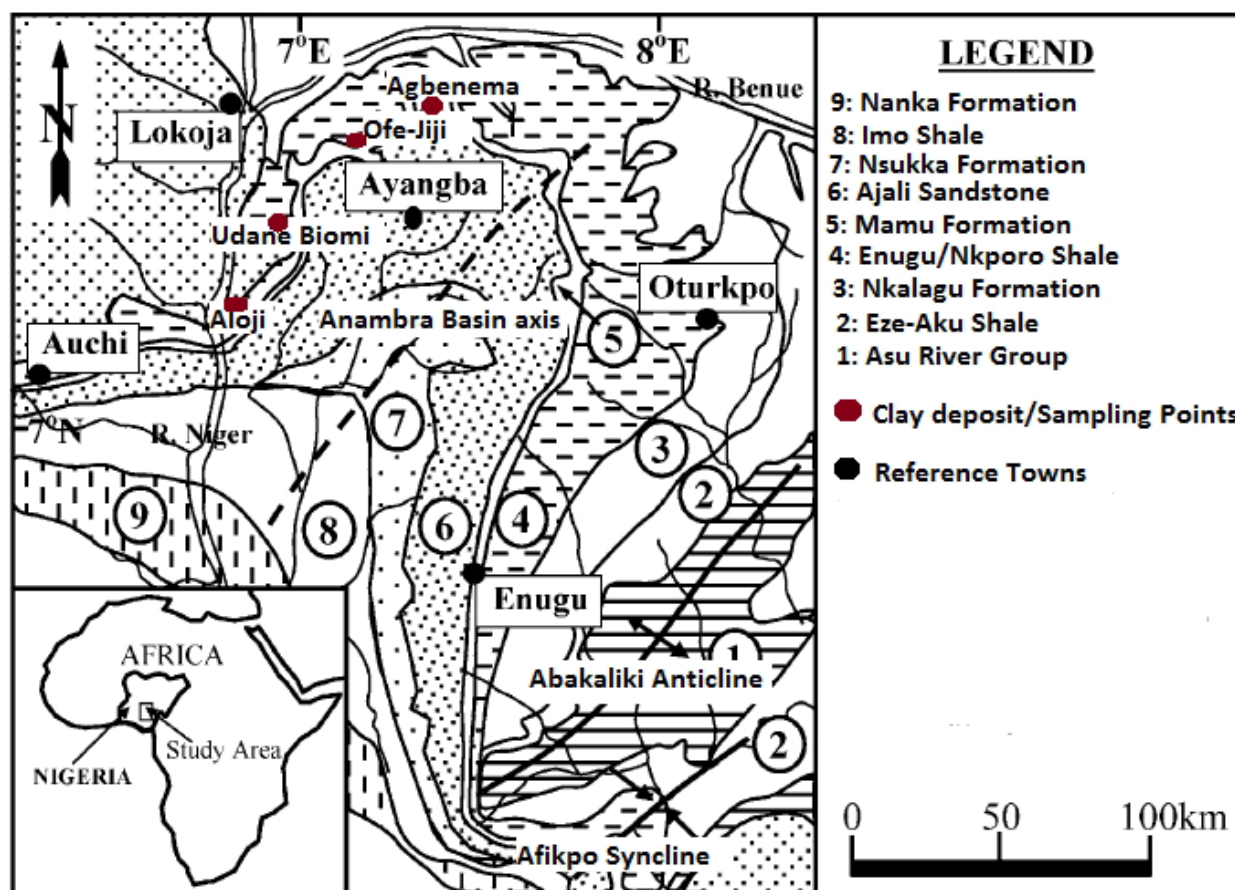 7°E
8°E
N
Agbenema
R. Benue
Lokoja
Ofe-Jiji
Ayangba
Udane Biomi
Oturkpo
Aloji
Anambra Basin axis
5
Auchi
7
7°N
R. Niger
3
2
9
8
6
4
Enugu
1
Abakaliki Anticline
2
Afikpo Syncline
AFRICA
Study Area
NIGERIA
LEGEND
9: Nanka Formation
8: Imo Shale
7: Nsukka Formation
6: Ajali Sandstone
5: Mamu Formation
4: Enugu/Nkporo Shale
3: Nkalagu Formation
2: Eze-Aku Shale
1: Asu River Group
Clay deposit/Sampling Points
Reference Towns
0 50 100km